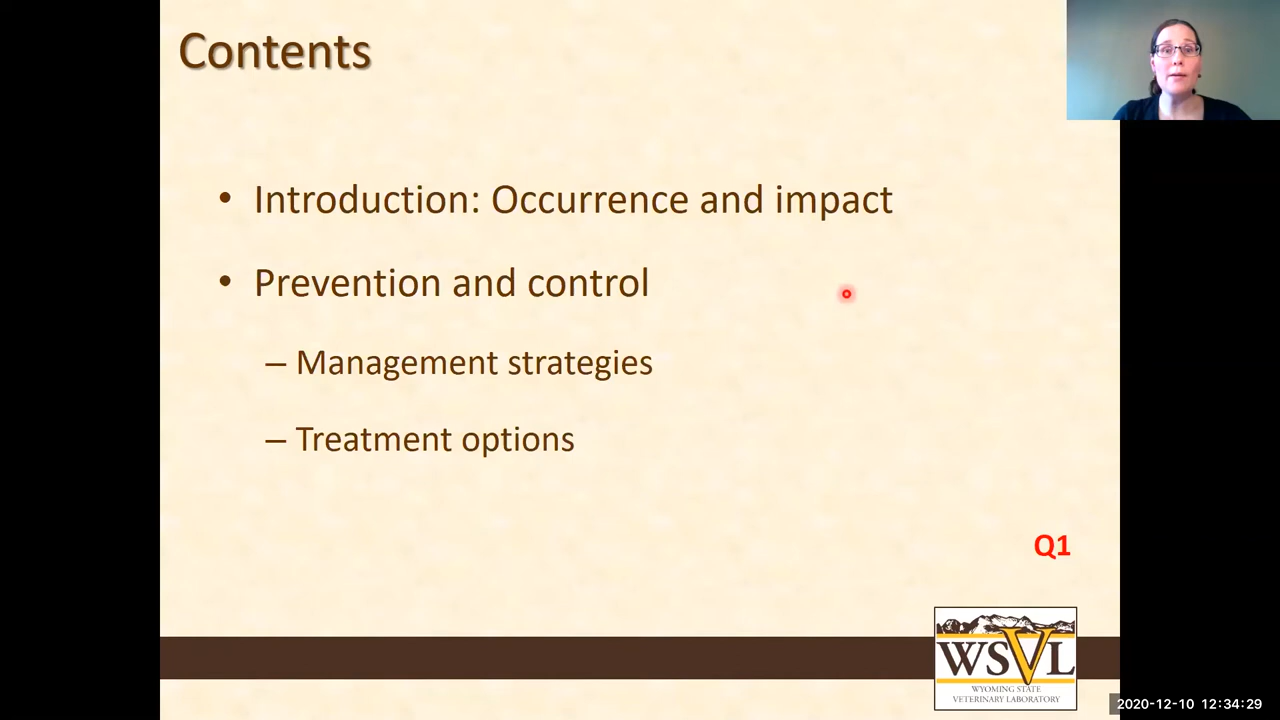 Contents
• Introduction: Occurrence and impact
• Prevention and control
– Management strategies
– Treatment options
Q1
WSVL
WYOMING STATE
VETERINARY LABORATORY
2020-12-10 12:34:29